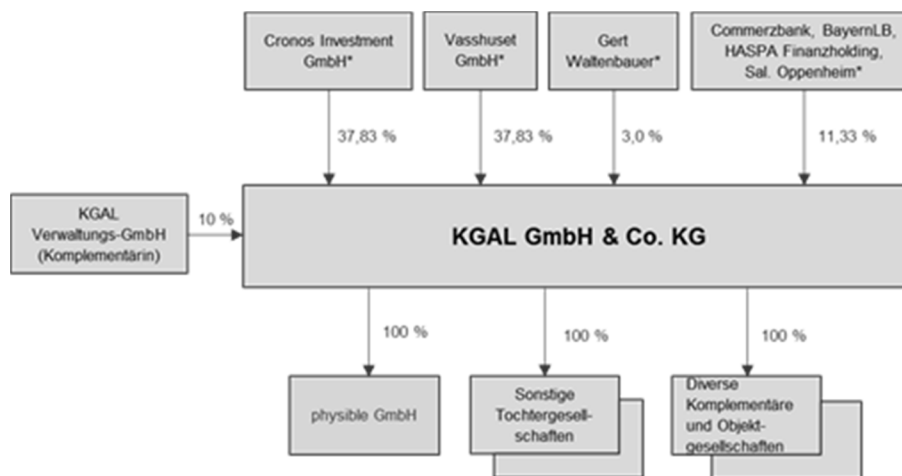 Cronos Investment
GmbH*
Vasshuset
GmbH*
Gert
Waltenbauer*
Commerzbank, BayernLB,
HASPA Finanzholding,
Sal. Oppenheim*
37,83 %
37,83 %
3,0 %
11,33 %
KGAL
Verwaltungs-GmbH
(Komplementärin)
10 %
KGAL GmbH & Co. KG
100 %
100 %
100 %
physible GmbH
Sonstige
Tochtergesell-
schaften
Diverse
Komplementäre
und Objekt-
gesellschaften